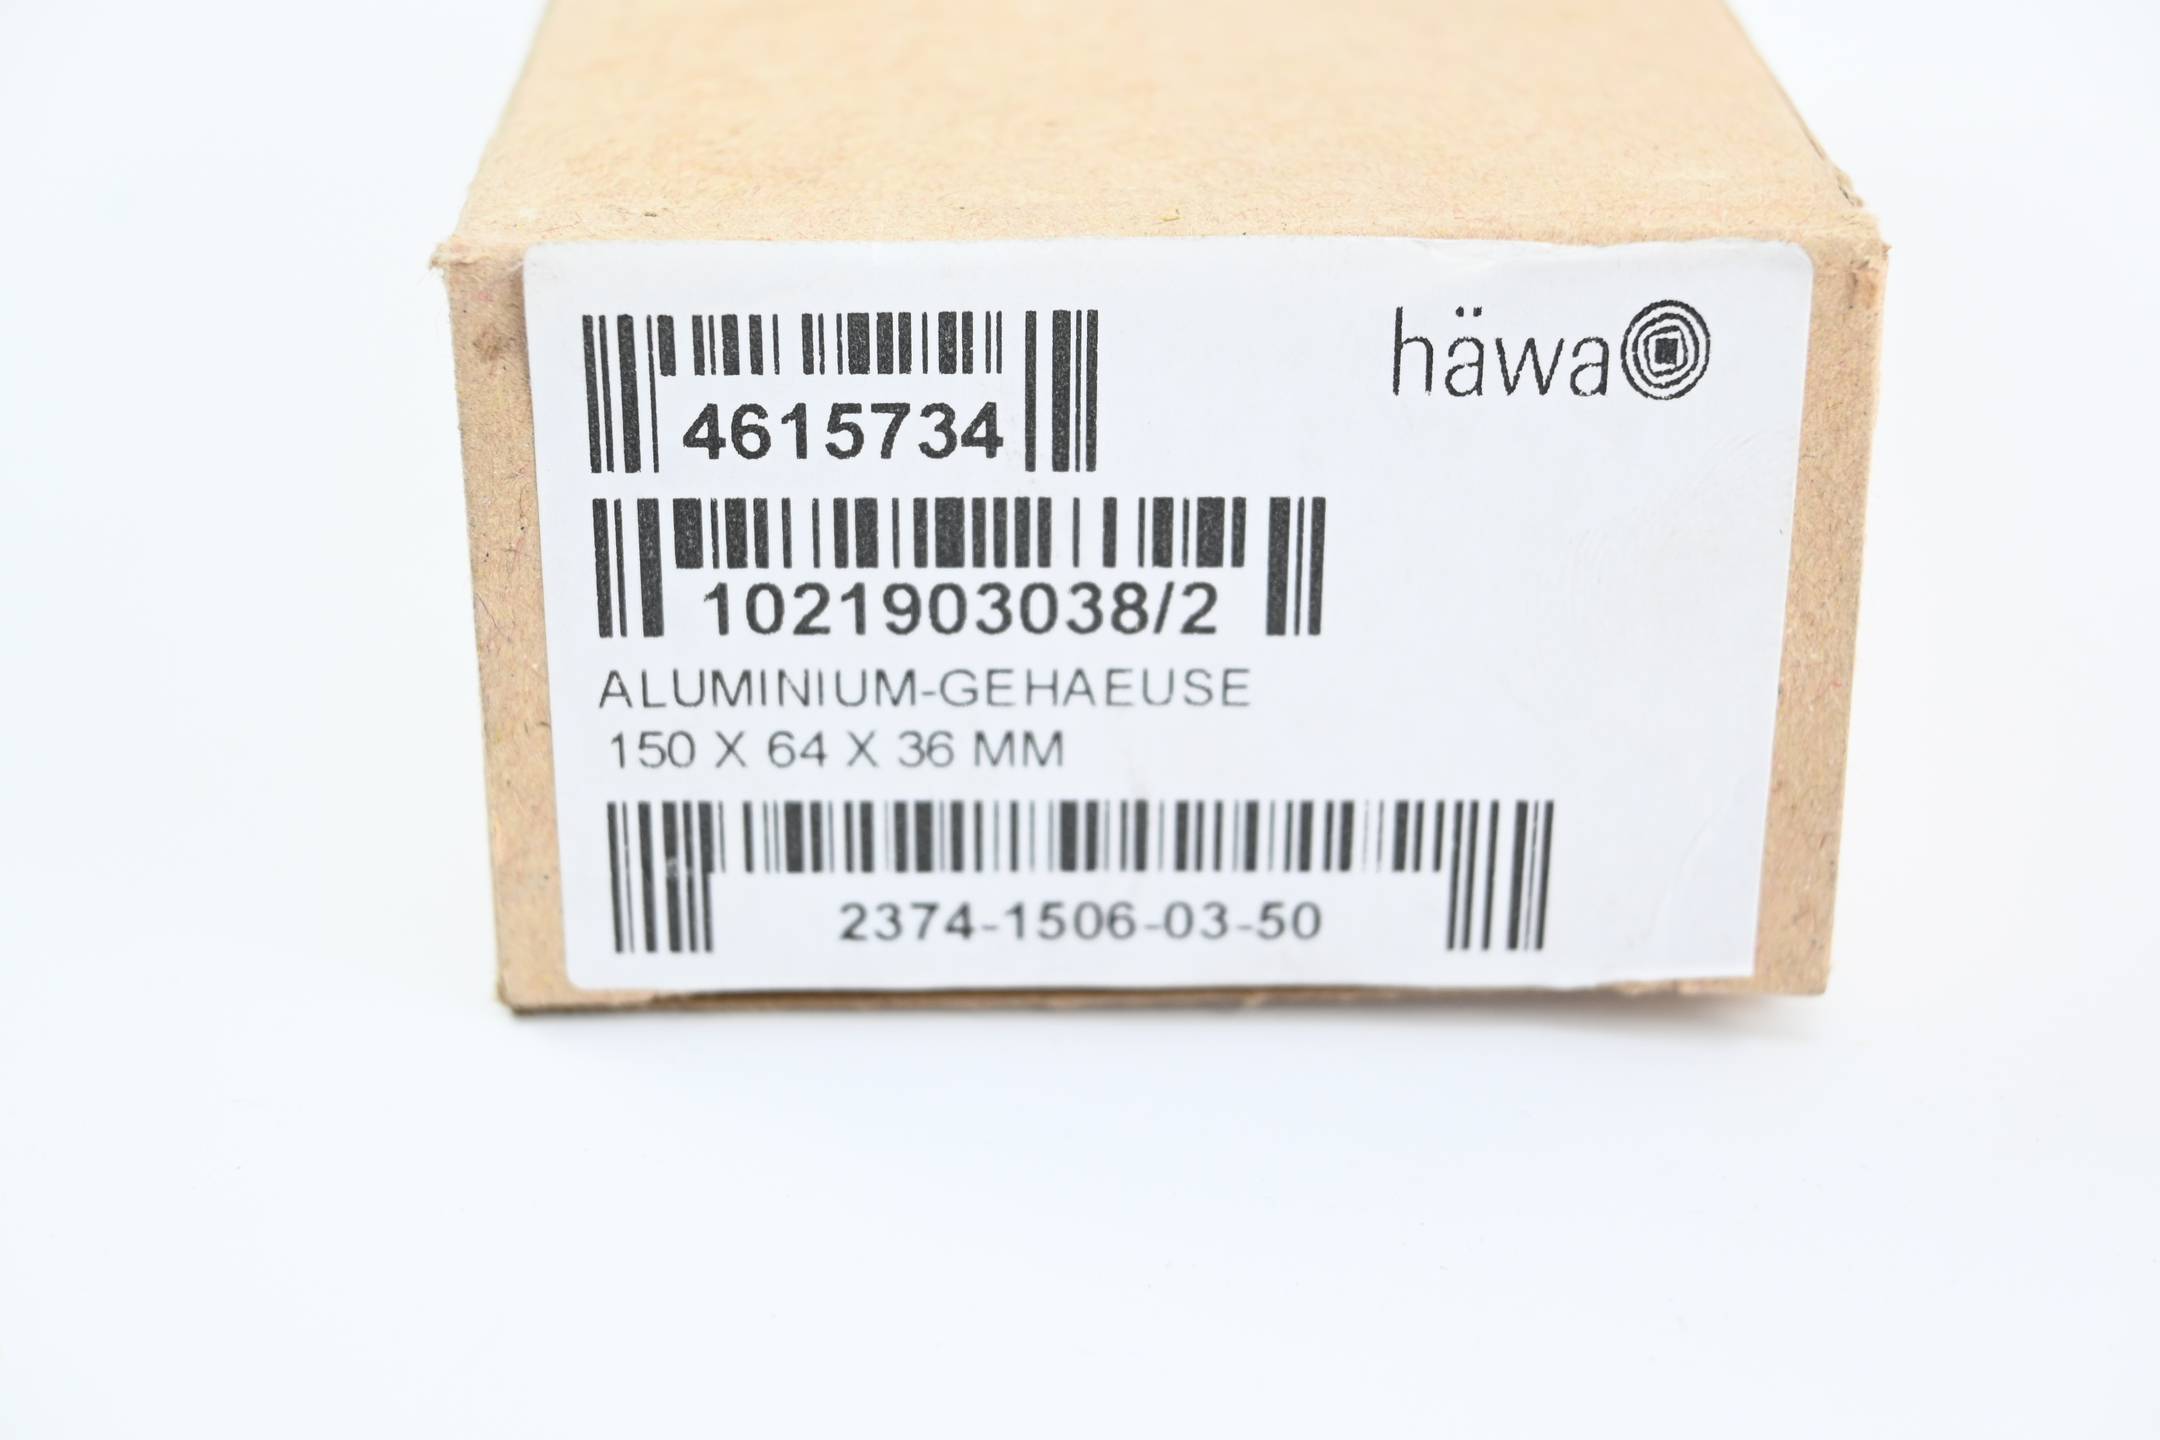 häwa
4615734
1021903038/2
ALUMINIUM-GEHAEUSE
150 X 64 X 36 MM
2374-1506-03-50